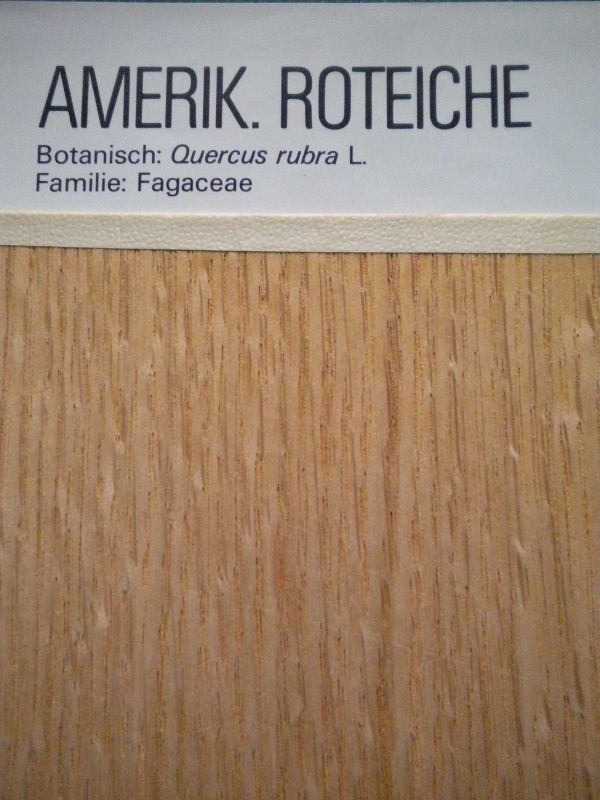 AMERIK. ROTEICHE
Botanisch: Quercus rubra L.
Familie: Fagaceae